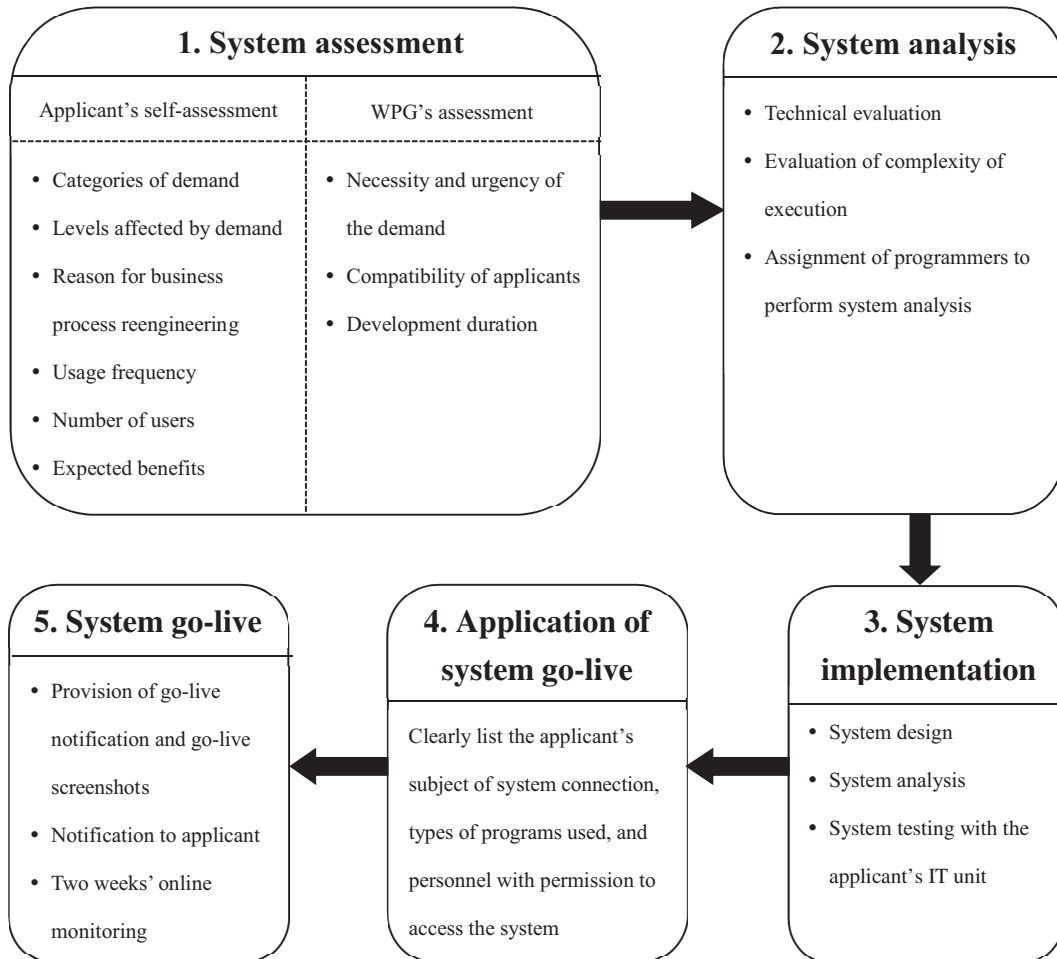 1. System assessment
Applicant’s self-assessment
• Categories of demand
• Levels affected by demand
• Reason for business
process reengineering
• Usage frequency
• Number of users
• Expected benefits
WPG’s assessment
• Necessity and urgency of
the demand
• Compatibility of applicants
• Development duration
2. System analysis
• Technical evaluation
• Evaluation of complexity of
execution
• Assignment of programmers to
perform system analysis
3. System
implementation
• System design
• System analysis
• System testing with the
applicant’s IT unit
4. Application of
system go-live
Clearly list the applicant’s
subject of system connection,
types of programs used, and
personnel with permission to
access the system
5. System go-live
• Provision of go-live
notification and go-live
screenshots
• Notification to applicant
• Two weeks’ online
monitoring